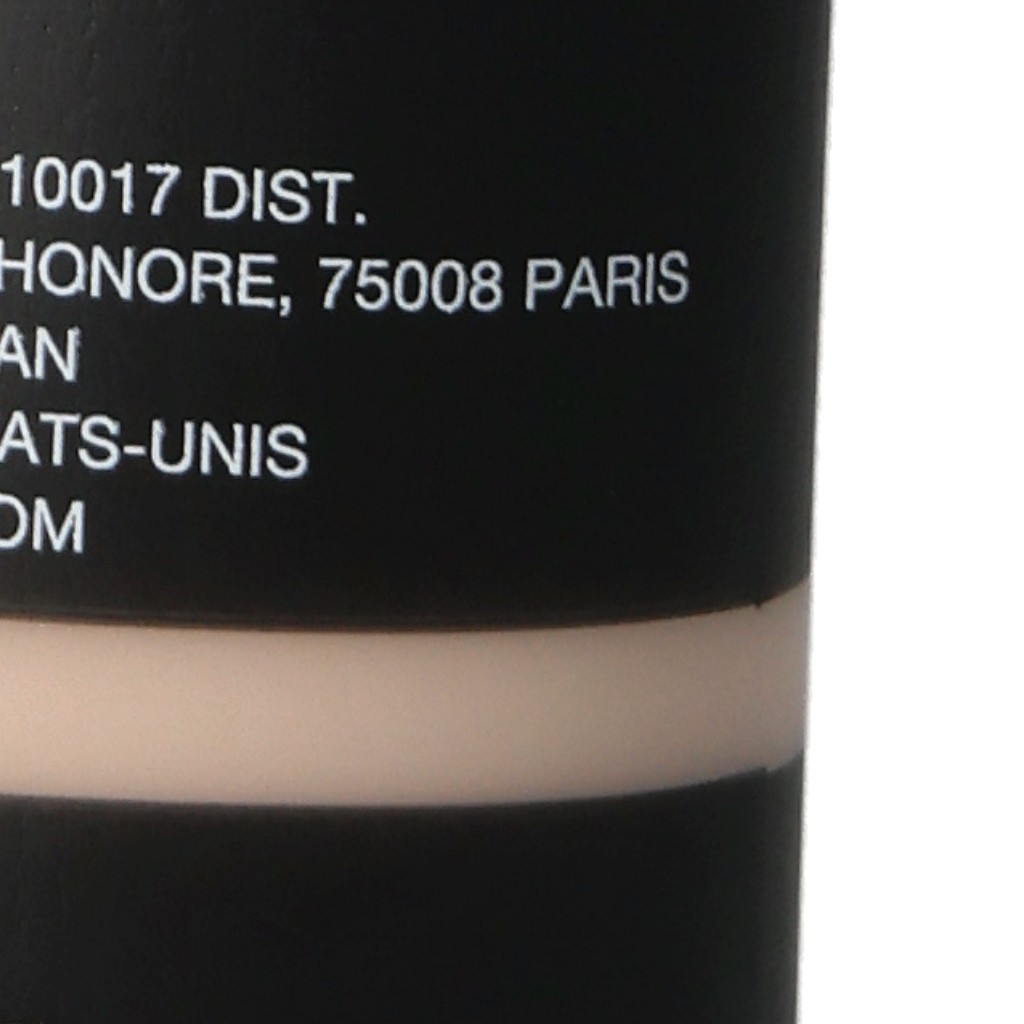 10017 DIST.
HONORE, 75008 PARIS
AN
ATS-UNIS
OM